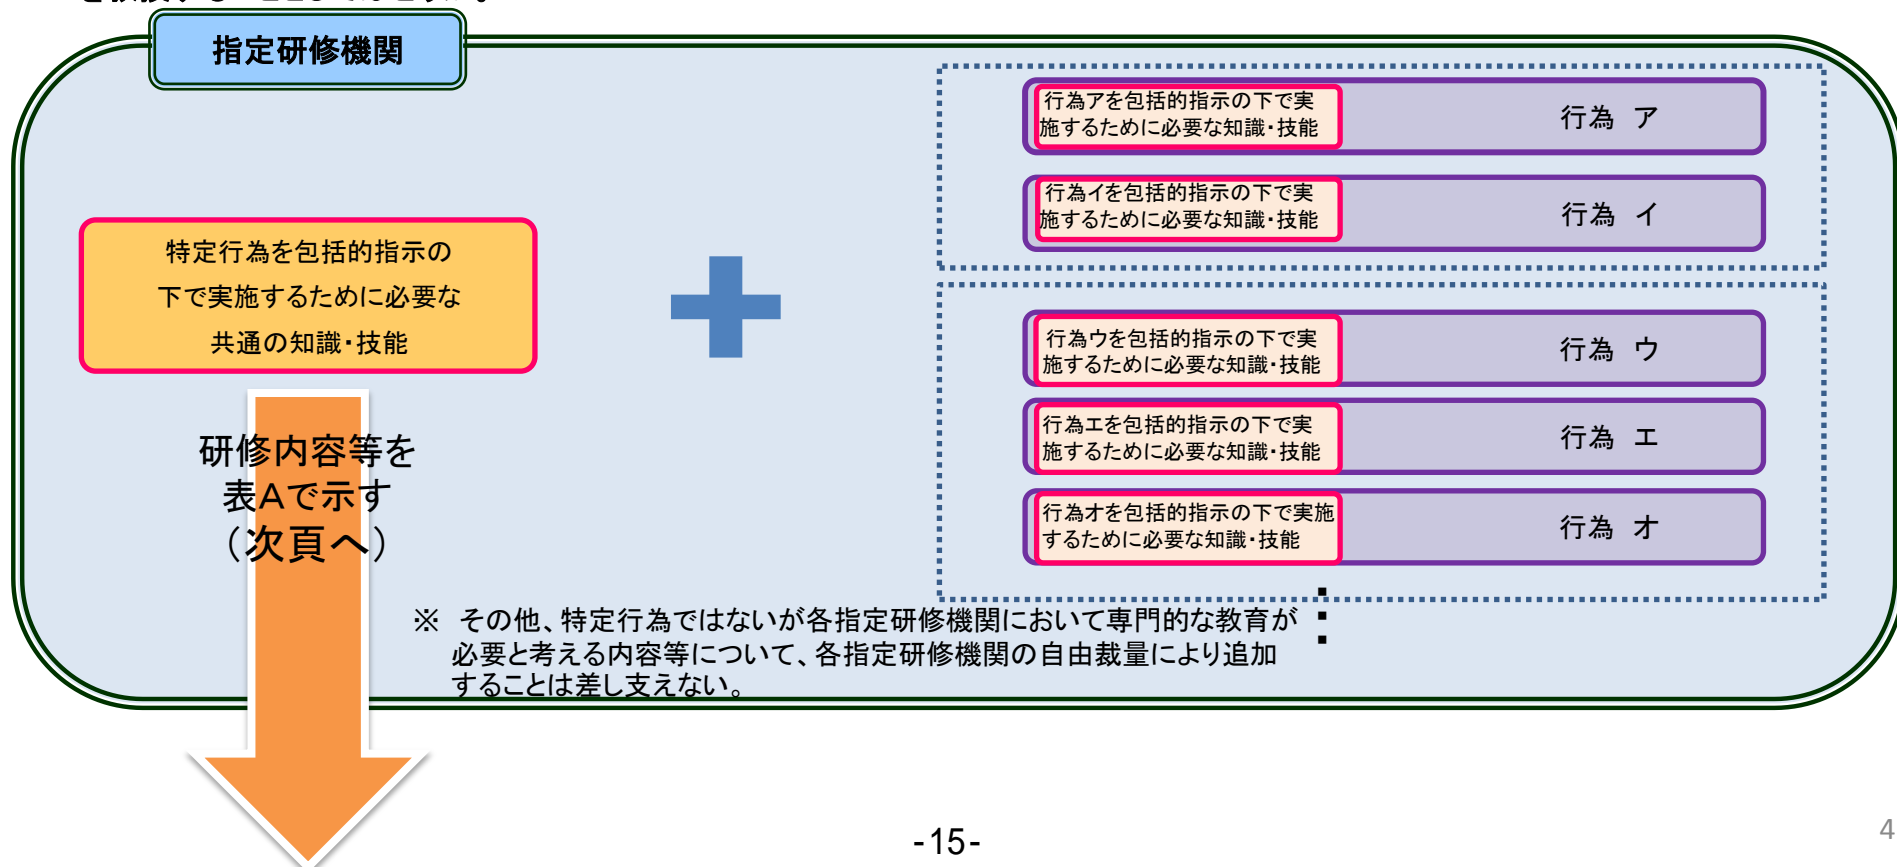 指定研修機関
特定行為を包括的指示の
下で実施するために必要な
共通の知識・技能
研修内容等を
表Aで示す
（次頁へ）
行為アを包括的指示の下で実
施するために必要な知識・技能
行為　ア
行為イを包括的指示の下で実
施するために必要な知識・技能
行為　イ
行為ウを包括的指示の下で実
施するために必要な知識・技能
行為　ウ
行為エを包括的指示の下で実
施するために必要な知識・技能
行為　エ
行為オを包括的指示の下で実施
するために必要な知識・技能
行為　オ
※　その他、特定行為ではないが各指定研修機関において専門的な教育が
必要と考える内容等について、各指定研修機関の自由裁量により追加
することは差し支えない。
-15-
4